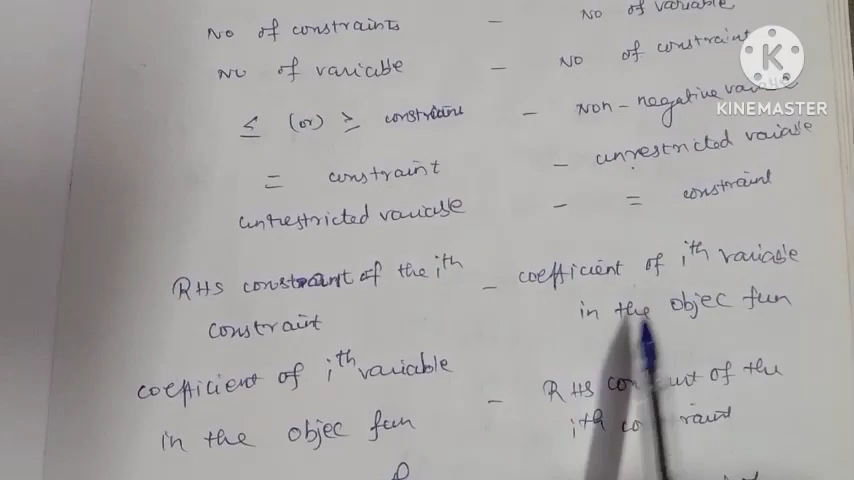 No of constraints – No of variable
No of variable – No of constraint
≤ (or) ≥ constraint – Non-negative variable
= constraint – unrestricted variable
unrestricted variable – = constraint
RHS constant of the ith – coefficient of ith variable
constraint in the objec fun
coefficient of ith variable – RHS constant of the
in the objec fun ith
K
KINEMASTER